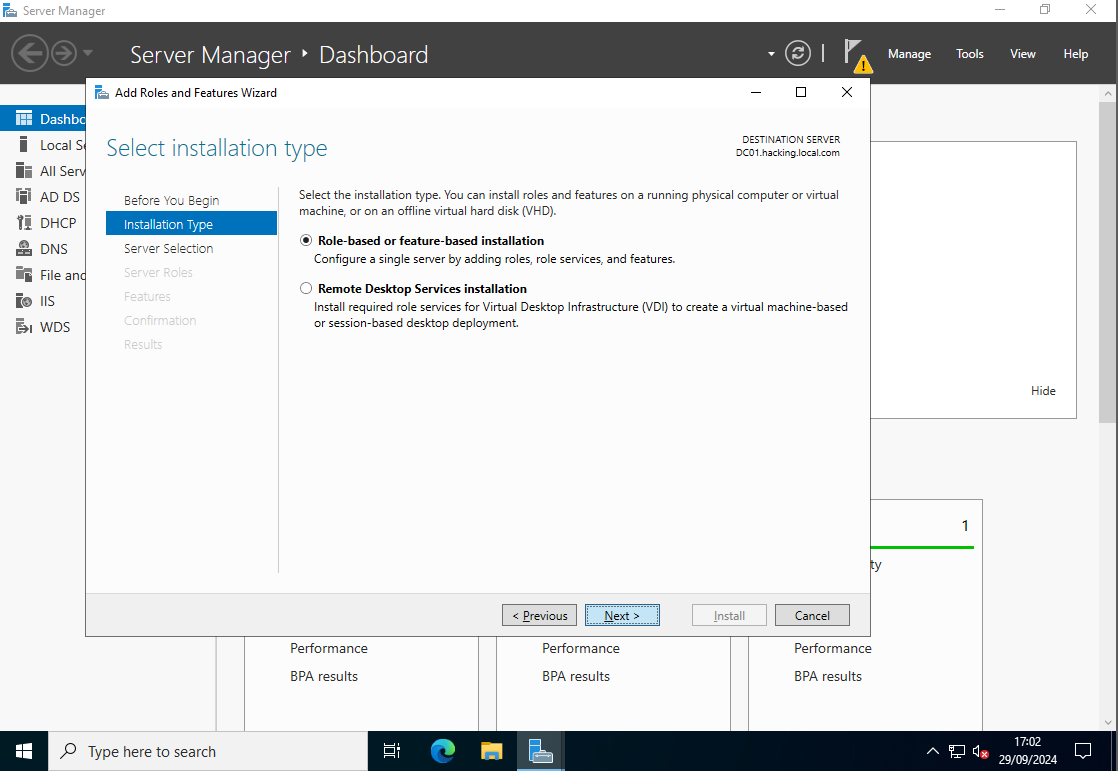 Server Manager
Server Manager ‣ Dashboard
Manage Tools View Help
Add Roles and Features Wizard
Select installation type
DESTINATION SERVER
DC01.hacking.local.com
Dashbc
Local Se
All Serv
AD DS
DHCP
DNS
File and
IIS
WDS
Before You Begin
Installation Type
Server Selection
Server Roles
Features
Confirmation
Results
Select the installation type. You can install roles and features on a running physical computer or virtual
machine, or on an offline virtual hard disk (VHD).
Role-based or feature-based installation
Configure a single server by adding roles, role services, and features.
Remote Desktop Services installation
Install required role services for Virtual Desktop Infrastructure (VDI) to create a virtual machine-based
or session-based desktop deployment.
Hide
1
ty
< Previous Next > Install Cancel
Performance Performance Performance
BPA results BPA results BPA results
Type here to search
17:02
29/09/2024